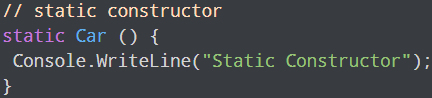 // static constructor
static Car () {
 Console.WriteLine("Static Constructor");
}